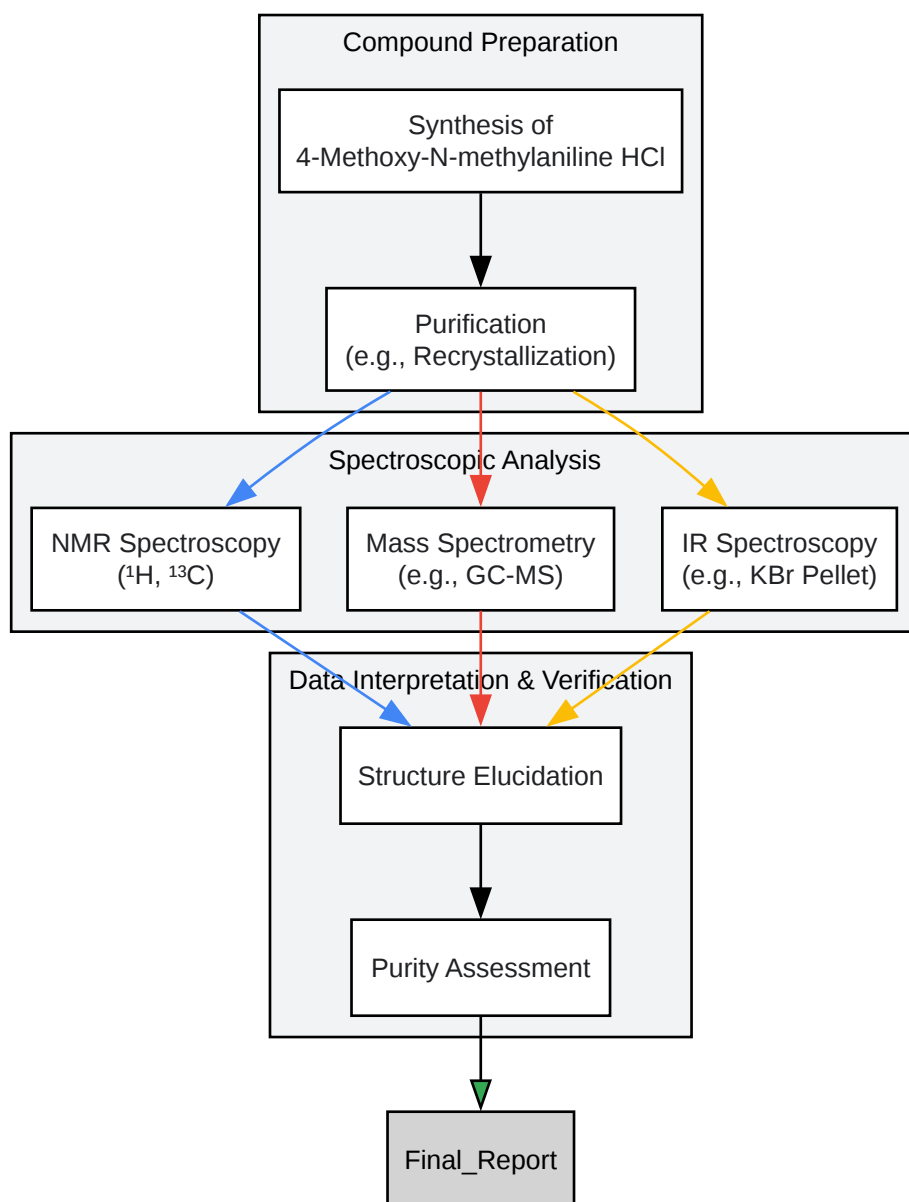 Compound Preparation
Synthesis of
4-Methoxy-N-methylaniline HCl
Purification
(e.g., Recrystallization)
Spectroscopic Analysis
NMR Spectroscopy
(¹H, ¹³C)
Mass Spectrometry
(e.g., GC-MS)
IR Spectroscopy
(e.g., KBr Pellet)
Data Interpretation & Verification
Structure Elucidation
Purity Assessment
Final_Report